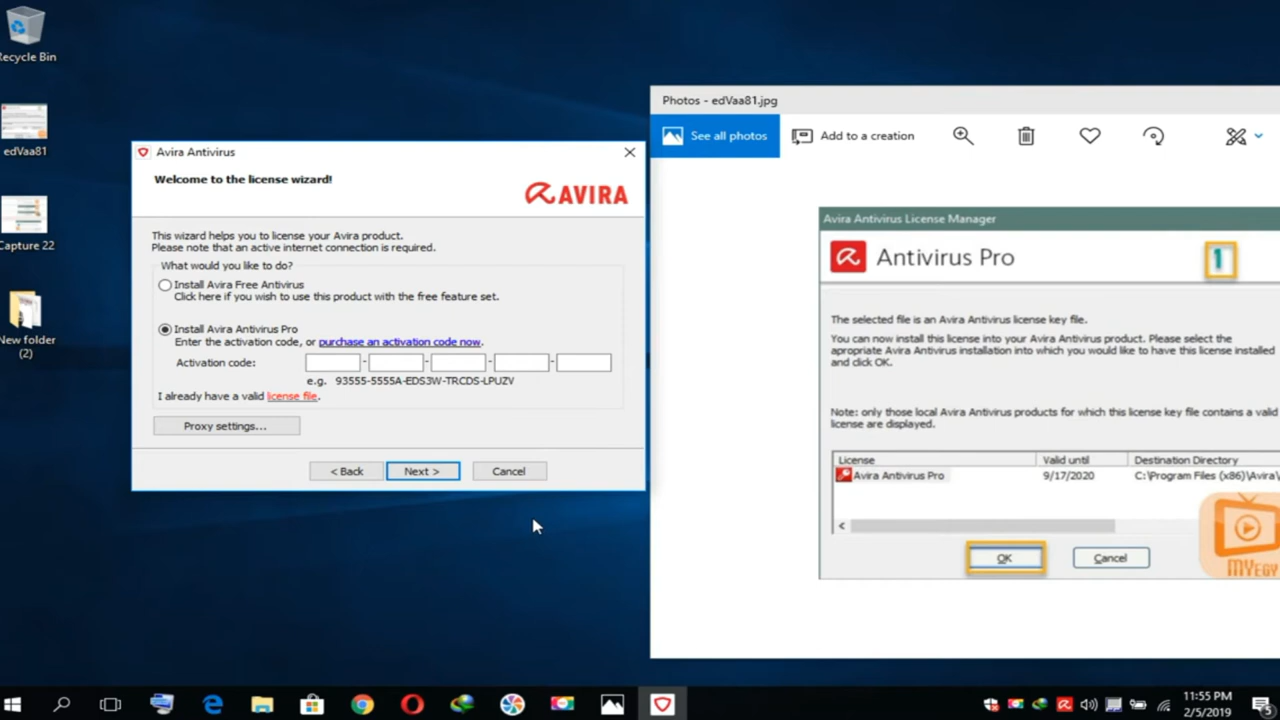 Recycle Bin
edVaa81
Capture 22
New folder
(2)
Avira Antivirus
Welcome to the license wizard!
AVIRA
This wizard helps you to license your Avira product.
Please note that an active internet connection is required.
What would you like to do?
Install Avira Free Antivirus
Click here if you wish to use this product with the free feature set.
Install Avira Antivirus Pro
Enter the activation code, or purchase an activation code now.
Activation code: - - - -
e.g. 93555-5555A-EDS3W-TRCDS-LPUZV
I already have a valid license file.
Proxy settings...
< Back Next > Cancel
Photos - edVaa81.jpg
See all photos Add to a creation
Avira Antivirus License Manager
Antivirus Pro 1
The selected file is an Avira Antivirus license key file.
You can now install this license into your Avira Antivirus product. Please select the
apropriate Avira Antivirus installation into which you would like to have this license installed
and click OK.
Note: only those local Avira Antivirus products for which this license key file contains a valid
license are displayed.
License Valid until Destination Directory
Avira Antivirus Pro 9/17/2020 C:\Program Files (x86)\Avira\
OK Cancel
MYEGY
11:55 PM
2/5/2019
5